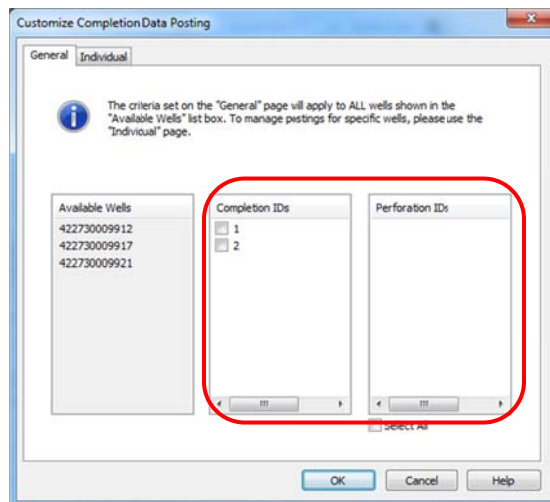 Customize Completion Data Posting
General Individual
The criteria set on the "General" page will apply to ALL wells shown in the
"Available Wells" list box. To manage postings for specific wells, please use the
"Individual" page.
Available Wells
422730009912
422730009917
422730009921
Completion IDs
1
2
Perforation IDs
Select All
OK Cancel Help